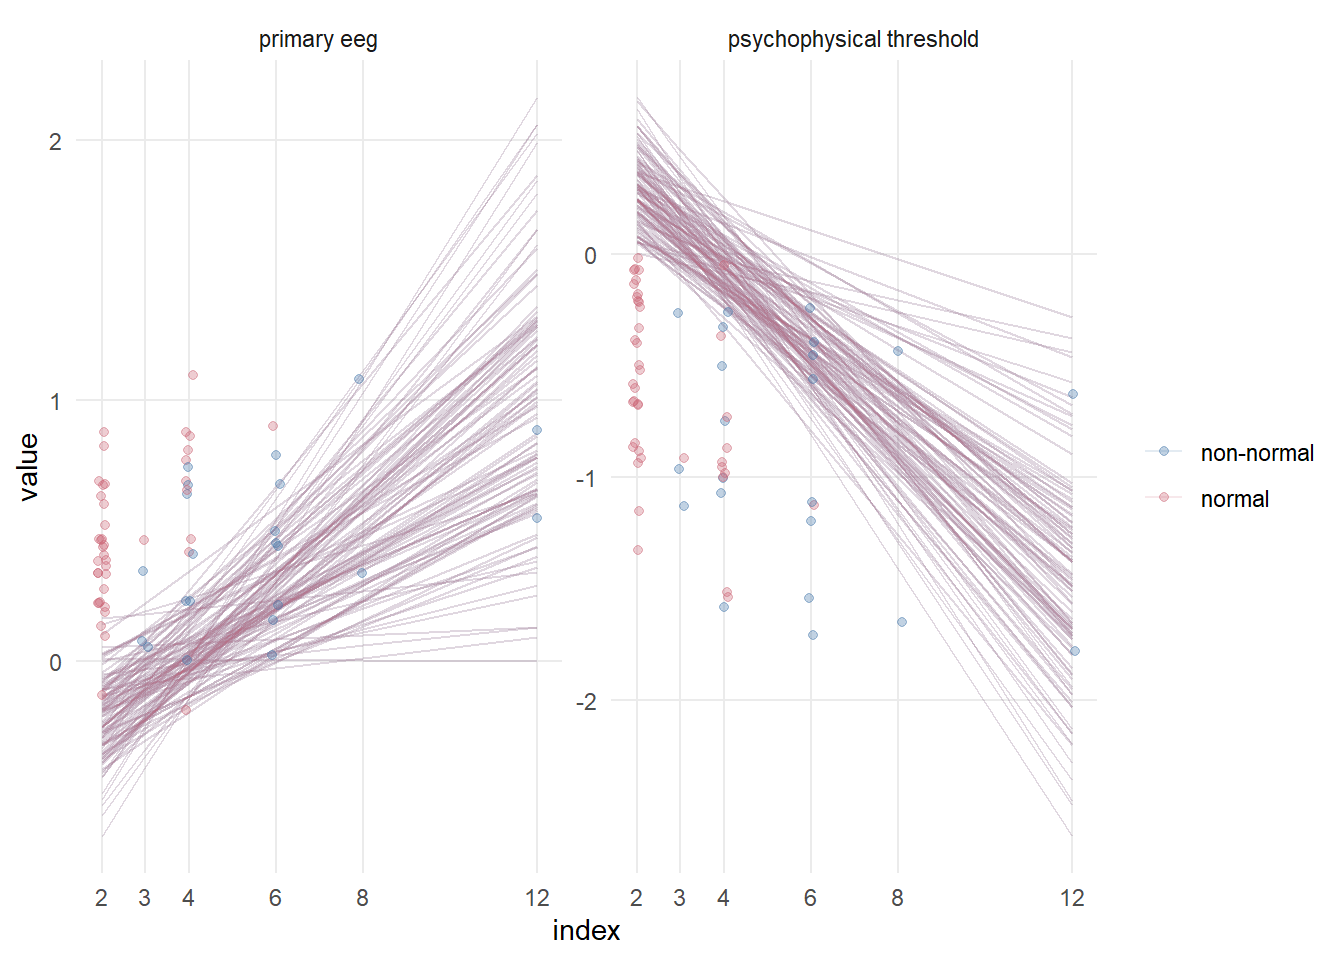 primary eeg
psychophysical threshold
value
2
1
0
0
-1
-2
non-normal
normal
2 3 4 6 8 12
2 3 4 6 8 12
index